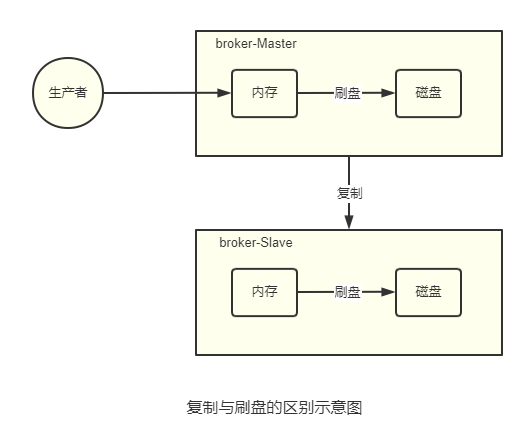 broker-Master
生产者
内存
刷盘
磁盘
复制
broker-Slave
内存
刷盘
磁盘
复制与刷盘的区别示意图